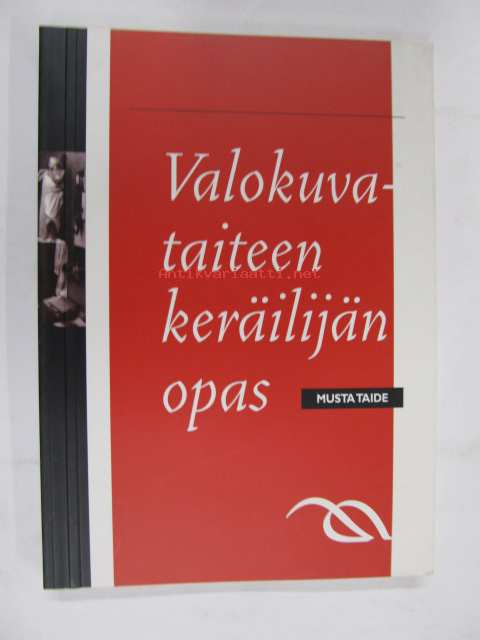 Valokuva-
taiteen
Antikvariaatti.net
keräilijän
opas
MUSTA TAIDE